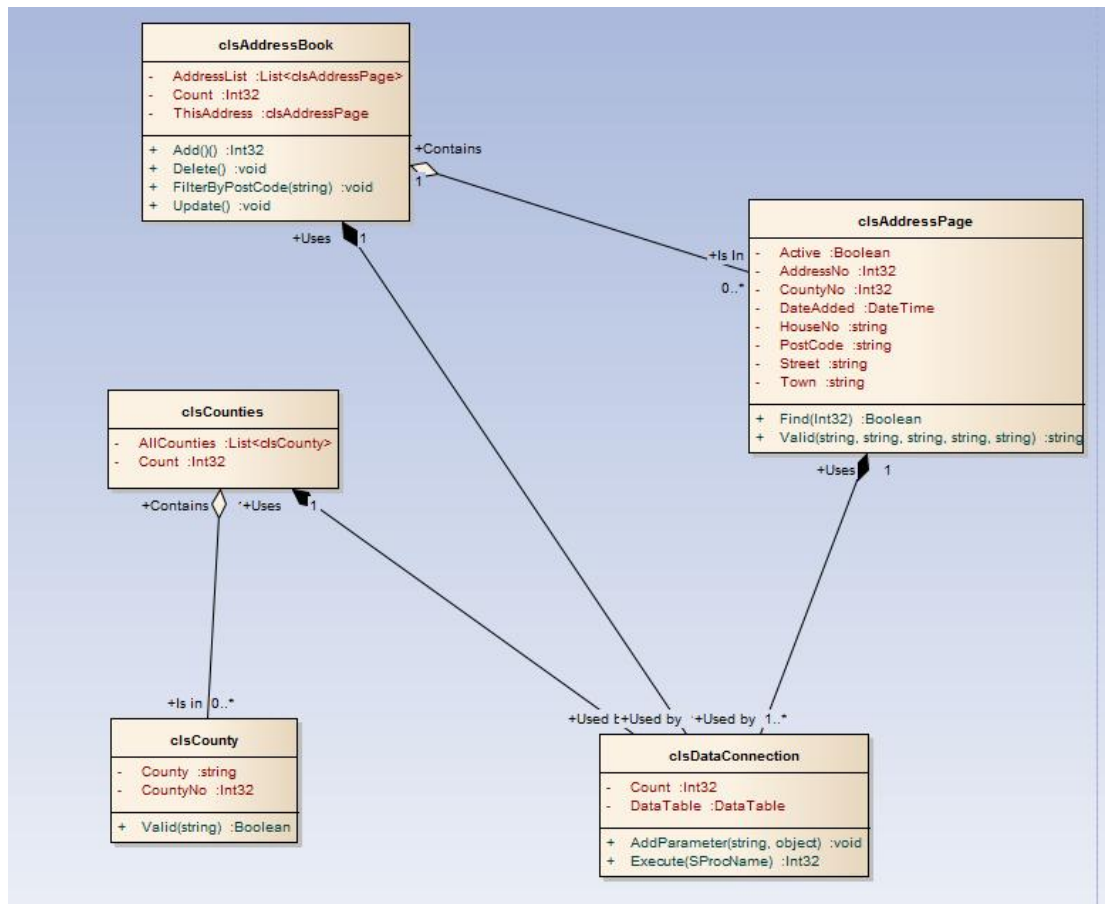 clsAddressBook
- AddressList :List<clsAddressPage>
- Count :Int32
- ThisAddress :clsAddressPage
+ Add()() :Int32
+ Delete() :void
+ FilterByPostCode(string) :void
+ Update() :void
+Contains
1
+Uses 1
+Is In
0..*
clsAddressPage
- Active :Boolean
- AddressNo :Int32
- CountyNo :Int32
- DateAdded :DateTime
- HouseNo :string
- PostCode :string
- Street :string
- Town :string
+ Find(Int32) :Boolean
+ Valid(string, string, string, string, string) :string
+Uses 1
clsCounties
- AllCounties :List<clsCounty>
- Count :Int32
+Contains +Uses 1
+Is in 0..*
clsCounty
- County :string
- CountyNo :Int32
+ Valid(string) :Boolean
+Used +Used by +Used by 1..*
clsDataConnection
- Count :Int32
- DataTable :DataTable
+ AddParameter(string, object) :void
+ Execute(SProcName) :Int32